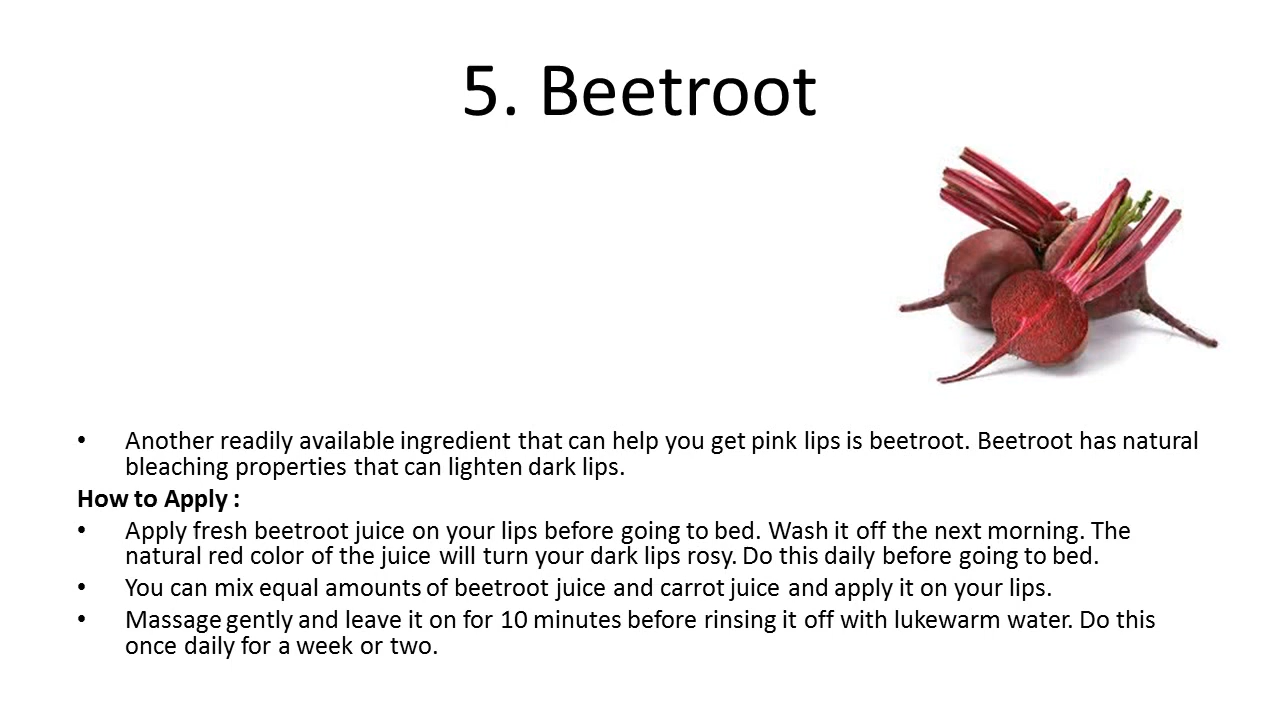 5. Beetroot
• Another readily available ingredient that can help you get pink lips is beetroot. Beetroot has natural
bleaching properties that can lighten dark lips.
How to Apply :
• Apply fresh beetroot juice on your lips before going to bed. Wash it off the next morning. The
natural red color of the juice will turn your dark lips rosy. Do this daily before going to bed.
• You can mix equal amounts of beetroot juice and carrot juice and apply it on your lips.
• Massage gently and leave it on for 10 minutes before rinsing it off with lukewarm water. Do this
once daily for a week or two.